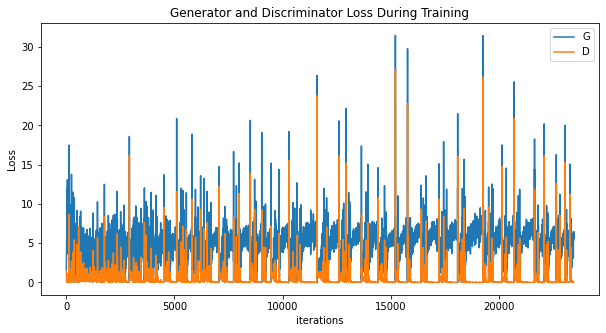 Generator and Discriminator Loss During Training
G
D
30
25
20
15
10
5
0
Loss
0
5000
10000
15000
20000
iterations